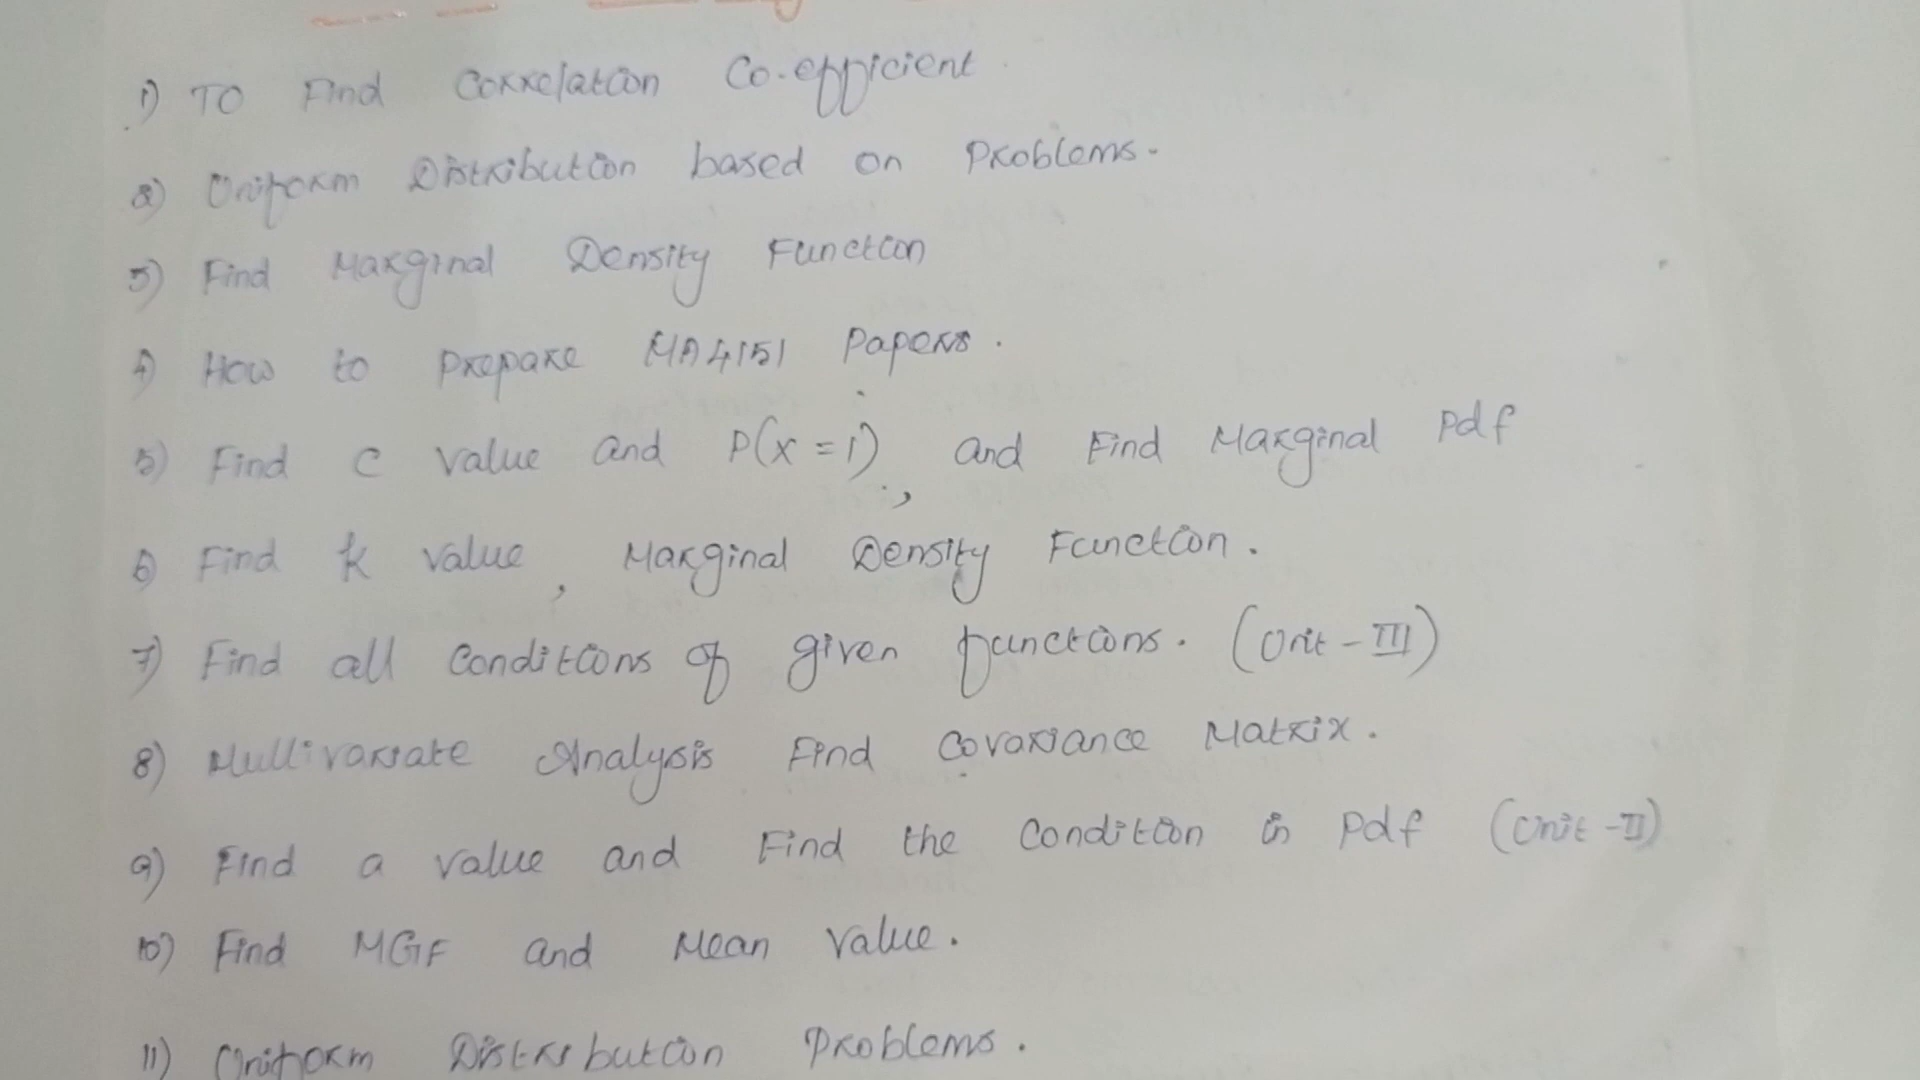 1) TO Find Correlation Co-efficient
2) Uniform Distribution based on Problems.
3) Find Marginal Density Function
4) How to prepare MA4151 Papers.
5) Find c value and P(x=1), and Find Marginal Pdf
6) Find k value, Marginal Density Function.
7) Find all Conditions of given functions. (Unit-III)
8) Multivariate Analysis Find Covariance Matrix.
9) Find a value and Find the Condition in Pdf (Unit-II)
10) Find MGF and Mean Value.
11) Uniform Distribution Problems.